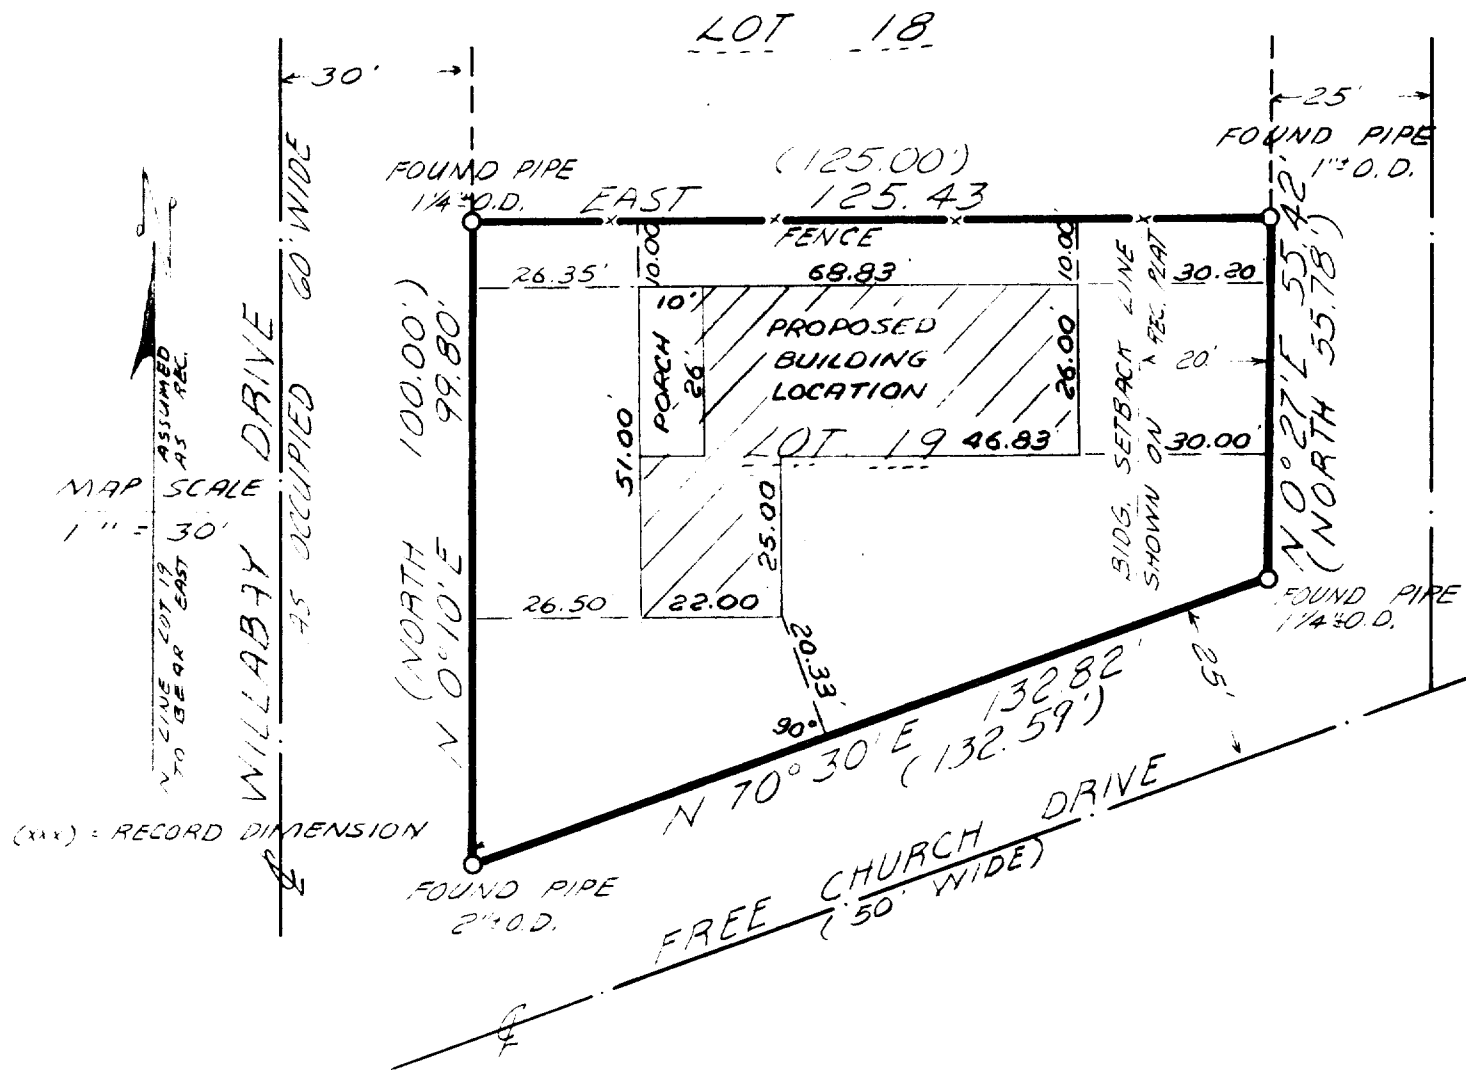 LOT 18
30'
25'
FOUND PIPE
1¼"± O.D.
(125.00')
EAST 125.43
FENCE
FOUND PIPE
1"± O.D.
10.00
10.00
26.35'
68.83
30.20
PORCH
10'
26'
PROPOSED
BUILDING
LOCATION
26.00
LOT 19
46.83
30.00'
51.00
25.00
26.50
22.00
20.33'
90°
BLDG. SETBACK LINE
SHOWN ON REC. PLAT
20'
N 0° 27' E 55.42'
(NORTH 55.78')
FOUND PIPE
1¼"± O.D.
(NORTH 100.00')
N 0° 10' E 99.80'
WILLABAY DRIVE
AS OCCUPIED 60' WIDE
MAP SCALE
1" = 30'
N LINE LOT 19 ASSUMED
TO BEAR EAST AS REC.
(xxx) = RECORD DIMENSION
FOUND PIPE
2"± O.D.
N 70° 30' E 132.82'
(132.59')
25'
FREE CHURCH DRIVE
(50' WIDE)
℄
℄